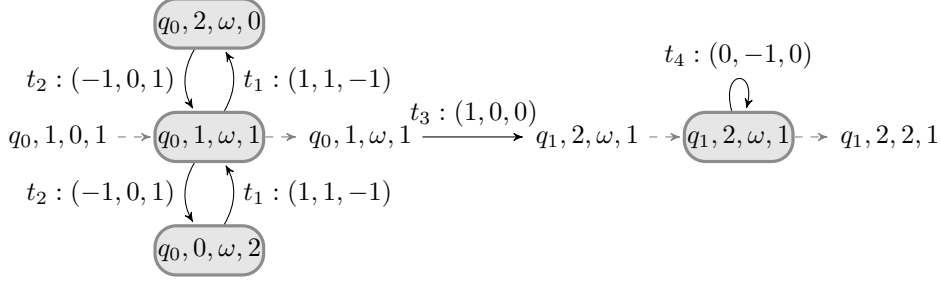 q₀, 2, ω, 0
t₂ : (−1, 0, 1)
t₁ : (1, 1, −1)
t₄ : (0, −1, 0)
t₃ : (1, 0, 0)
q₀, 1, 0, 1
q₀, 1, ω, 1
q₀, 1, ω, 1
q₁, 2, ω, 1
q₁, 2, ω, 1
q₁, 2, 2, 1
t₂ : (−1, 0, 1)
t₁ : (1, 1, −1)
q₀, 0, ω, 2